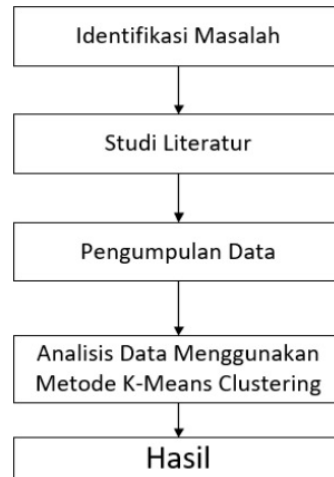 Identifikasi Masalah
Studi Literatur
Pengumpulan Data
Analisis Data Menggunakan
Metode K-Means Clustering
Hasil